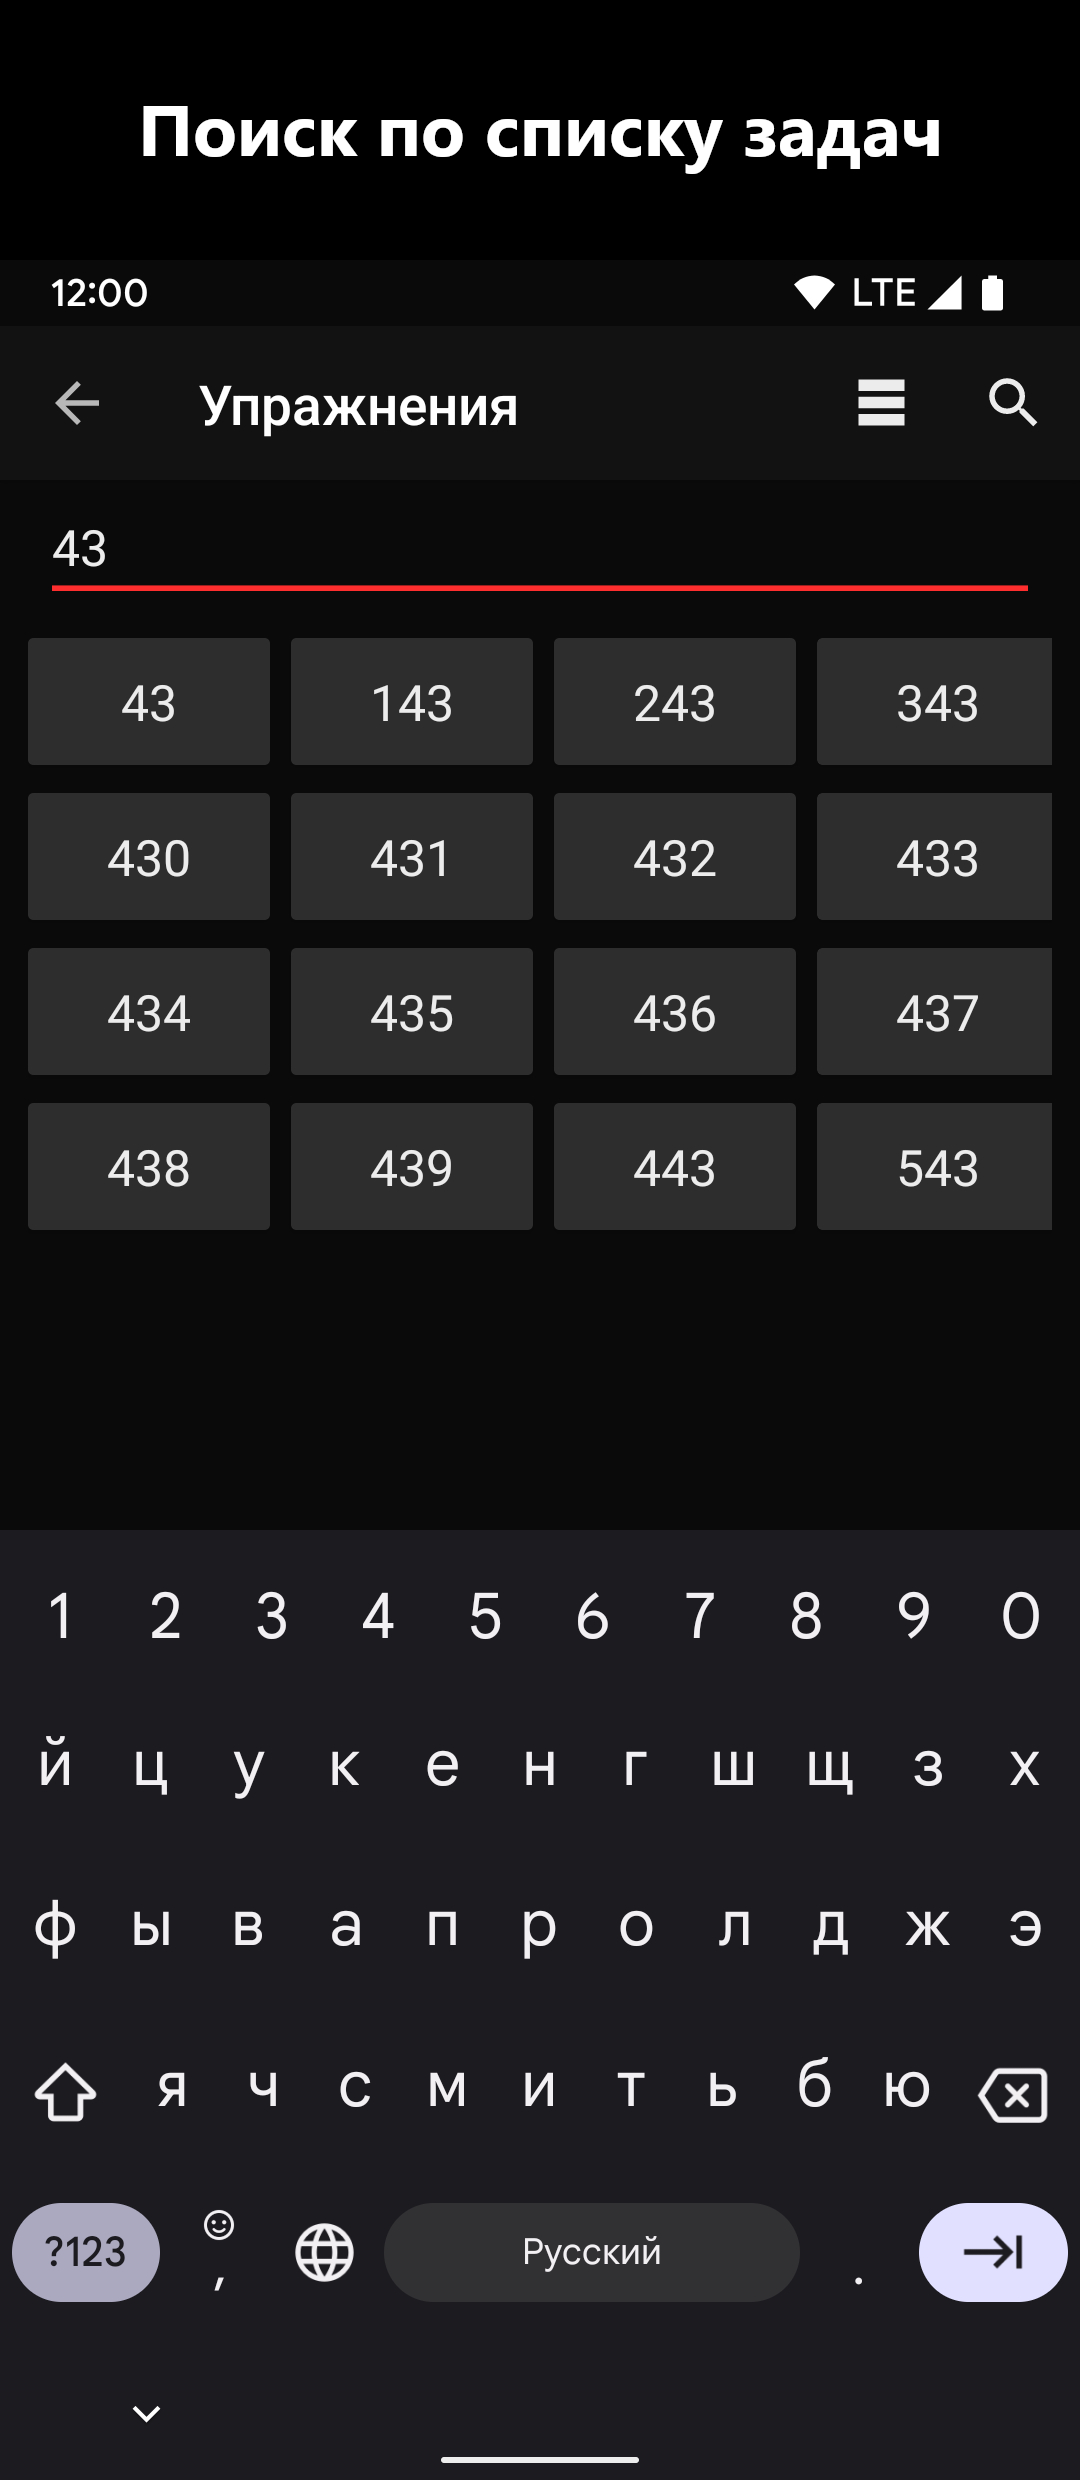 Поиск по списку задач
12:00 LTE
Упражнения
43
43 143 243 343
430 431 432 433
434 435 436 437
438 439 443 543
1 2 3 4 5 6 7 8 9 0
й ц у к е н г ш щ з х
ф ы в а п р о л д ж э
я ч с м и т ь б ю
?123 , Русский .